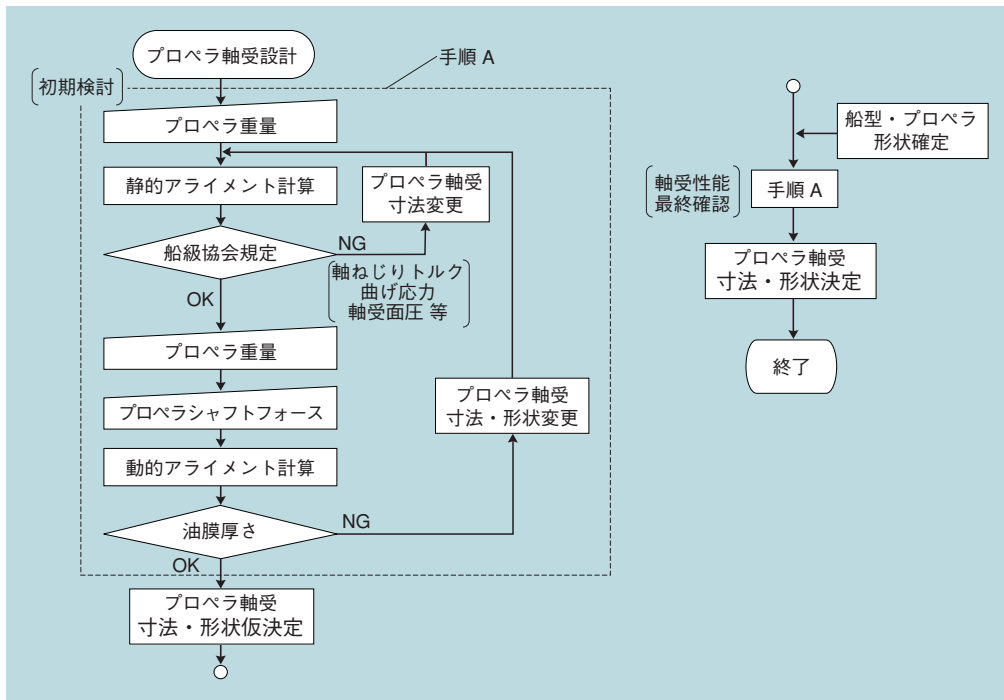 プロペラ軸受設計
手順 A
初期検討
プロペラ重量
静的アライメント計算
プロペラ軸受
寸法変更
船級協会規定
NG
軸ねじりトルク
曲げ応力
軸受面圧 等
OK
プロペラ重量
プロペラシャフトフォース
プロペラ軸受
寸法・形状変更
動的アライメント計算
油膜厚さ
NG
OK
プロペラ軸受
寸法・形状仮決定
船型・プロペラ
形状確定
軸受性能
最終確認
手順 A
プロペラ軸受
寸法・形状決定
終了